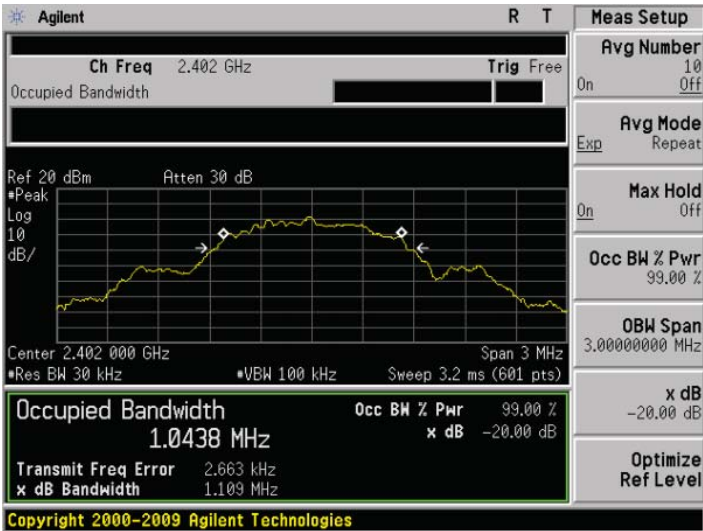 Agilent R T Meas Setup
Ch Freq 2.402 GHz Trig Free
Occupied Bandwidth
Avg Number
10
On Off
Avg Mode
Exp Repeat
Max Hold
On Off
Occ BW % Pwr
99.00 %
OBW Span
3.00000000 MHz
x dB
-20.00 dB
Optimize
Ref Level
Ref 20 dBm Atten 30 dB
#Peak
Log
10
dB/
Center 2.402 000 GHz Span 3 MHz
#Res BW 30 kHz #VBW 100 kHz Sweep 3.2 ms (601 pts)
Occupied Bandwidth Occ BW % Pwr 99.00 %
1.0438 MHz x dB -20.00 dB
Transmit Freq Error 2.663 kHz
x dB Bandwidth 1.109 MHz
Copyright 2000-2009 Agilent Technologies